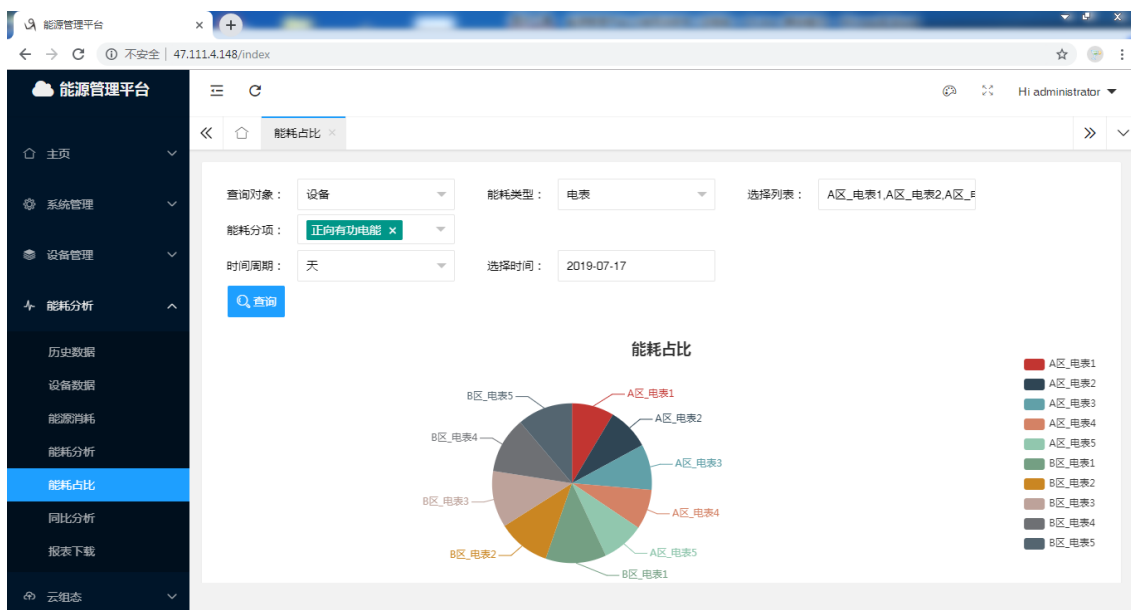 能源管理平台
不安全 | 47.111.4.148/index
能源管理平台
Hi administrator
能耗占比
主页
系统管理
设备管理
能耗分析
历史数据
设备数据
能源消耗
能耗分析
能耗占比
同比分析
报表下载
云组态
查询对象： 设备 能耗类型： 电表 选择列表： A区_电表1,A区_电表2,A区_
能耗分项： 正向有功电能 ×
时间周期： 天 选择时间： 2019-07-17
查询
能耗占比
B区_电表5 A区_电表1
A区_电表2
B区_电表4
A区_电表3
B区_电表3
A区_电表4
B区_电表2 A区_电表5
B区_电表1
A区_电表1
A区_电表2
A区_电表3
A区_电表4
A区_电表5
B区_电表1
B区_电表2
B区_电表3
B区_电表4
B区_电表5